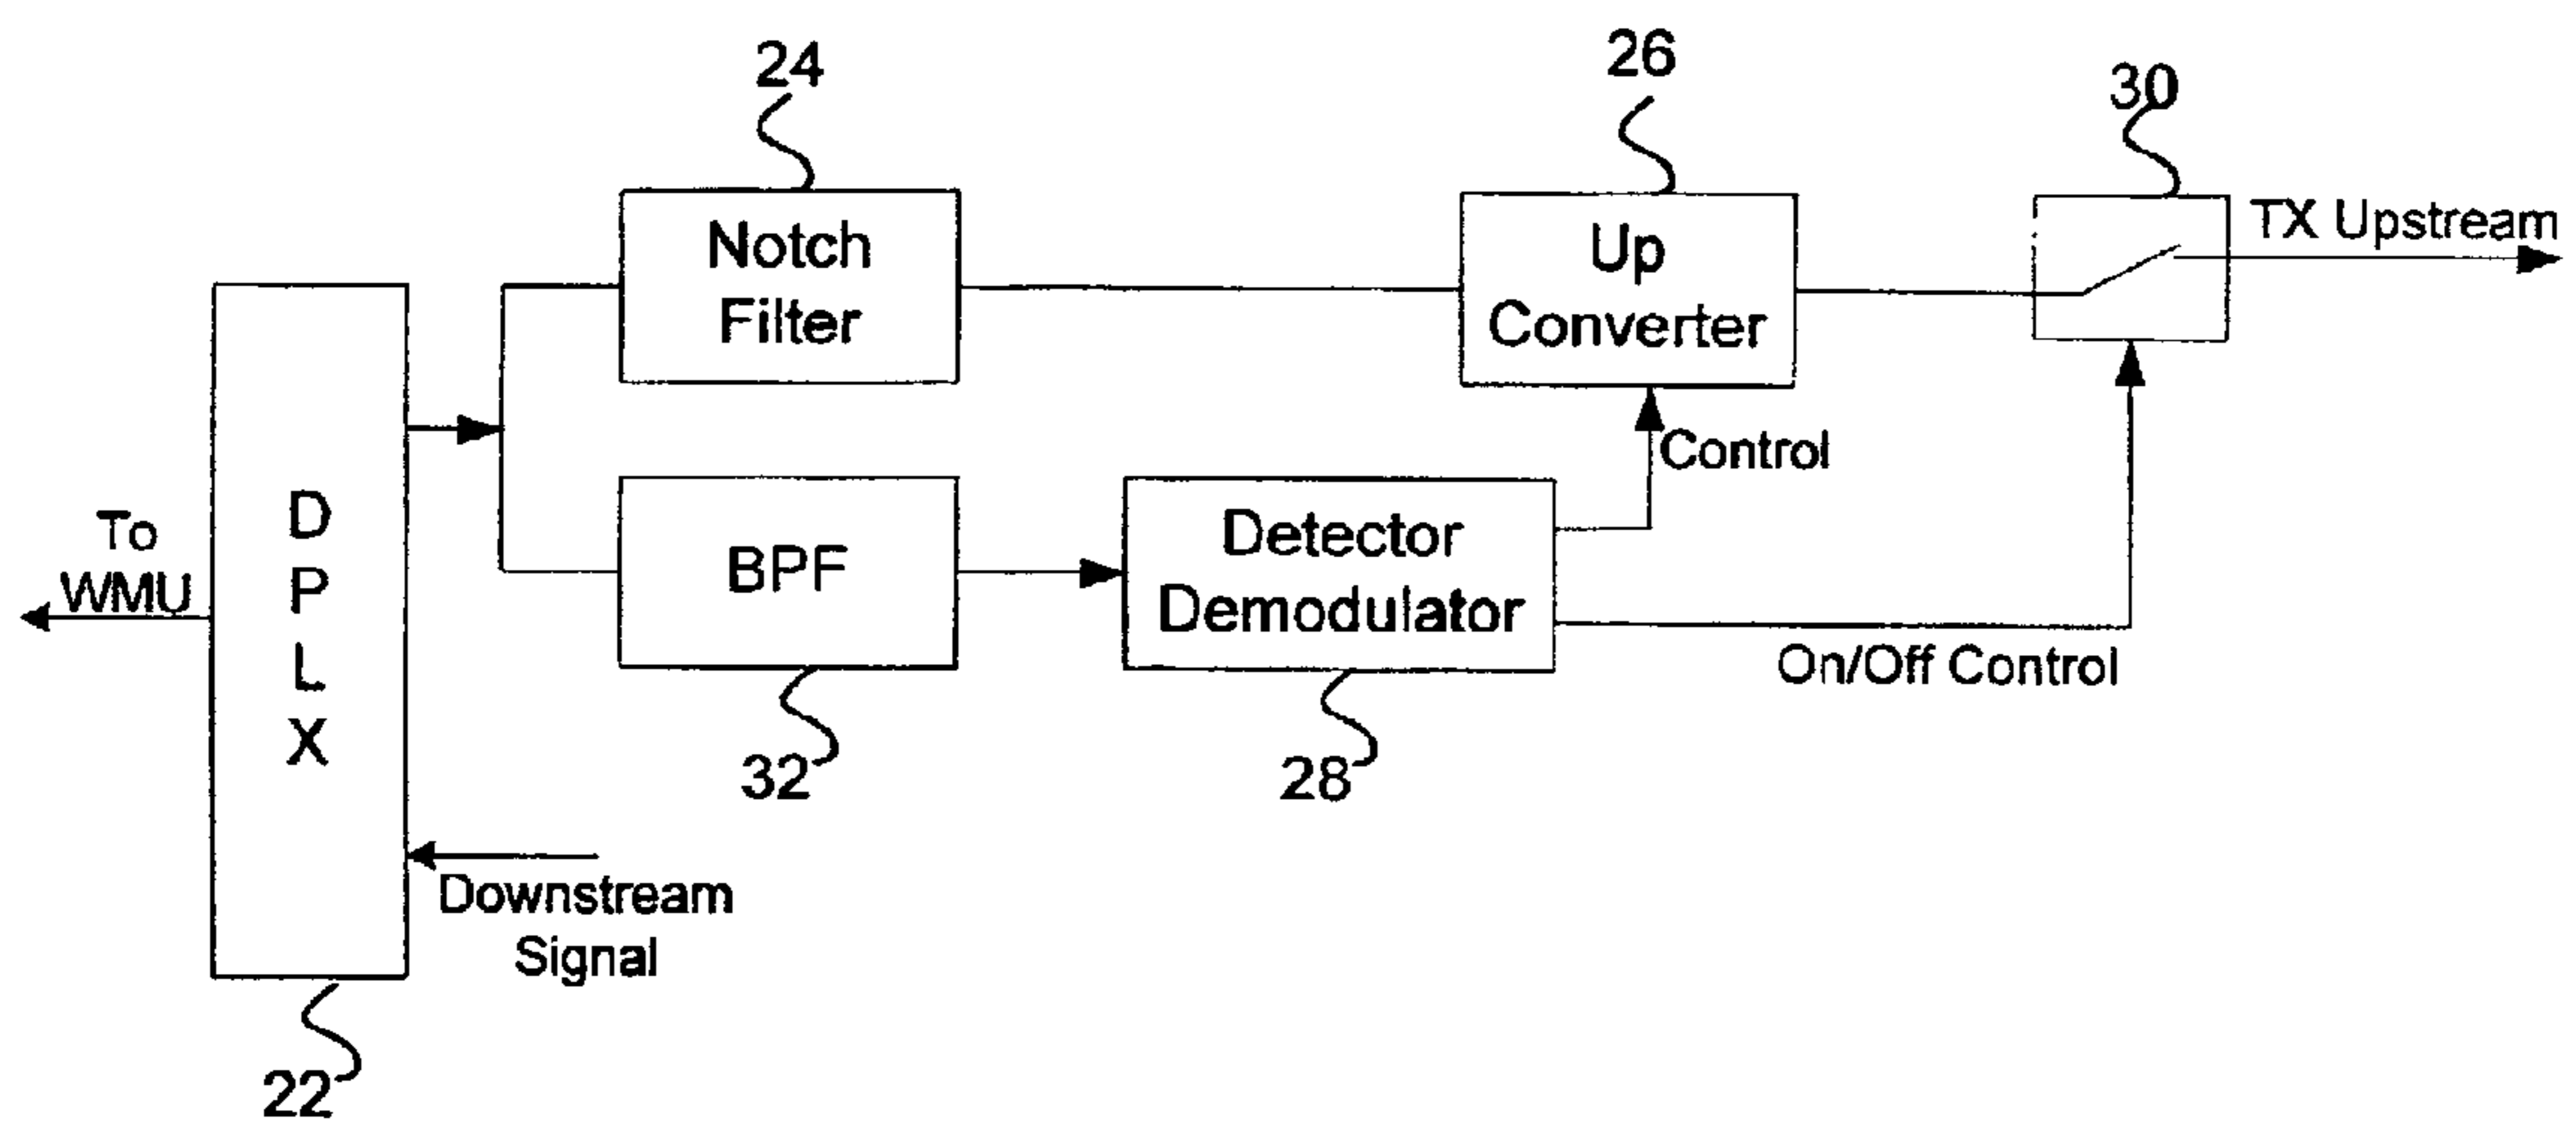 24
26
30
Notch
Filter
Up
Converter
TX Upstream
Control
To
WMU
D
P
L
X
BPF
Detector
Demodulator
On/Off Control
32
28
Downstream
Signal
22